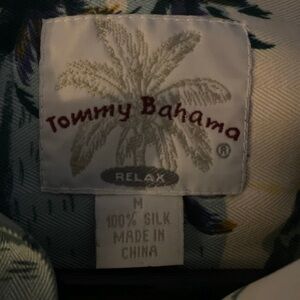 Tommy Bahama
®
RELAX
M
100% SILK
MADE IN
CHINA